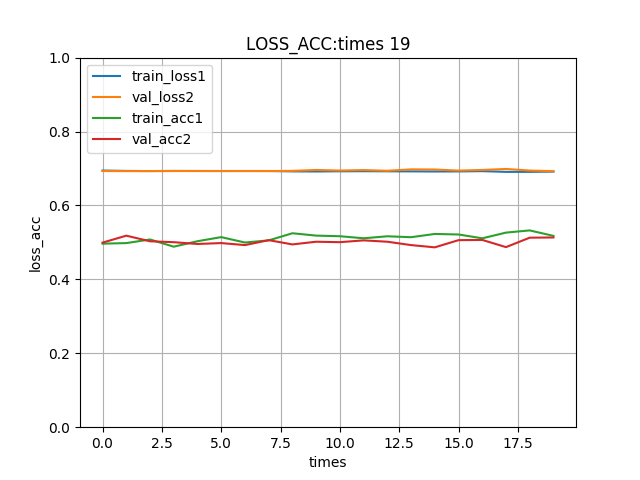 LOSS_ACC:times 19
1.0
0.8
0.6
0.4
0.2
0.0
loss_acc
train_loss1
val_loss2
train_acc1
val_acc2
0.0 2.5 5.0 7.5 10.0 12.5 15.0 17.5
times